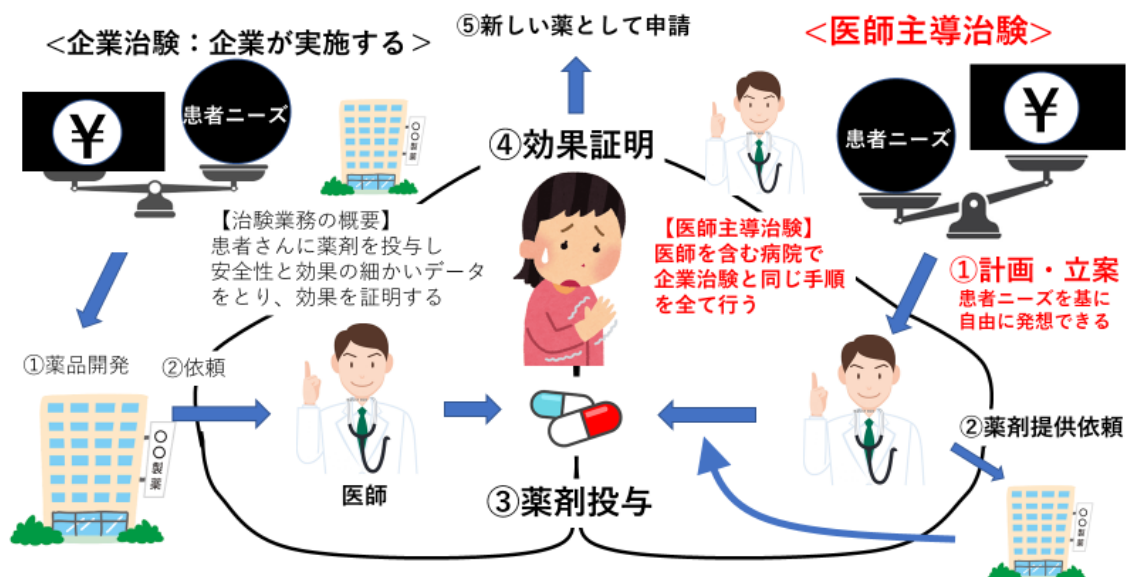 ＜企業治験：企業が実施する＞
⑤新しい薬として申請
＜医師主導治験＞
¥
患者ニーズ
〇〇製薬
④効果証明
患者ニーズ
¥
【治験業務の概要】
患者さんに薬剤を投与し
安全性と効果の細かいデータ
をとり、効果を証明する
【医師主導治験】
医師を含む病院で
企業治験と同じ手順
を全て行う
①計画・立案
患者ニーズを基に
自由に発想できる
①薬品開発
②依頼
〇〇製薬
医師
③薬剤投与
②薬剤提供依頼
〇〇製薬